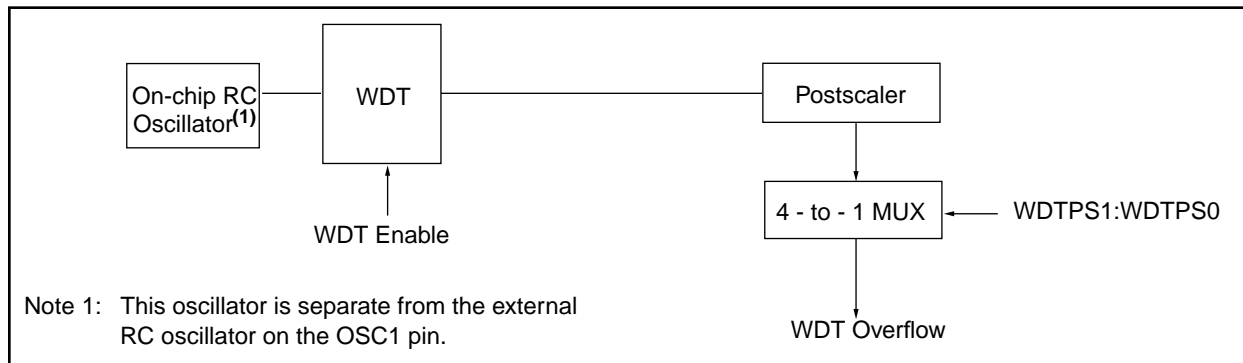 On-chip RC
Oscillator(1)
WDT
Postscaler
4 - to - 1 MUX
WDTPS1:WDTPS0
WDT Enable
WDT Overflow
Note 1: This oscillator is separate from the external
RC oscillator on the OSC1 pin.